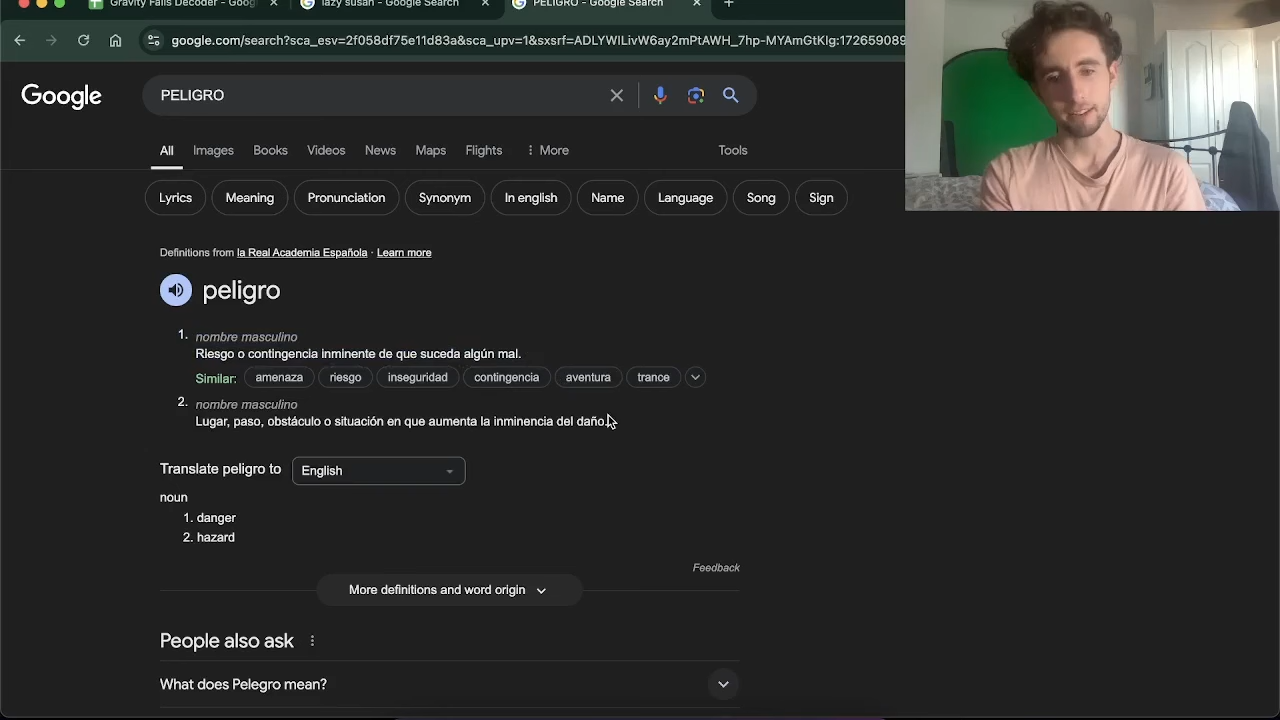 Gravity Falls Decoder - Goog
lazy susan - Google Search
PELIGRO - Google Search
google.com/search?sca_esv=2f058df75e11d83a&sca_upv=1&sxsrf=ADLYWILivW6ay2mPtAWH_7hp-MYAmGtKlg:172659089
Google
PELIGRO
All Images Books Videos News Maps Flights More Tools
Lyrics Meaning Pronunciation Synonym In english Name Language Song Sign
Definitions from la Real Academia Española · Learn more
peligro
1. nombre masculino
Riesgo o contingencia inminente de que suceda algún mal.
Similar: amenaza riesgo inseguridad contingencia aventura trance
2. nombre masculino
Lugar, paso, obstáculo o situación en que aumenta la inminencia del daño.
Translate peligro to English
noun
1. danger
2. hazard
Feedback
More definitions and word origin
People also ask
What does Pelegro mean?